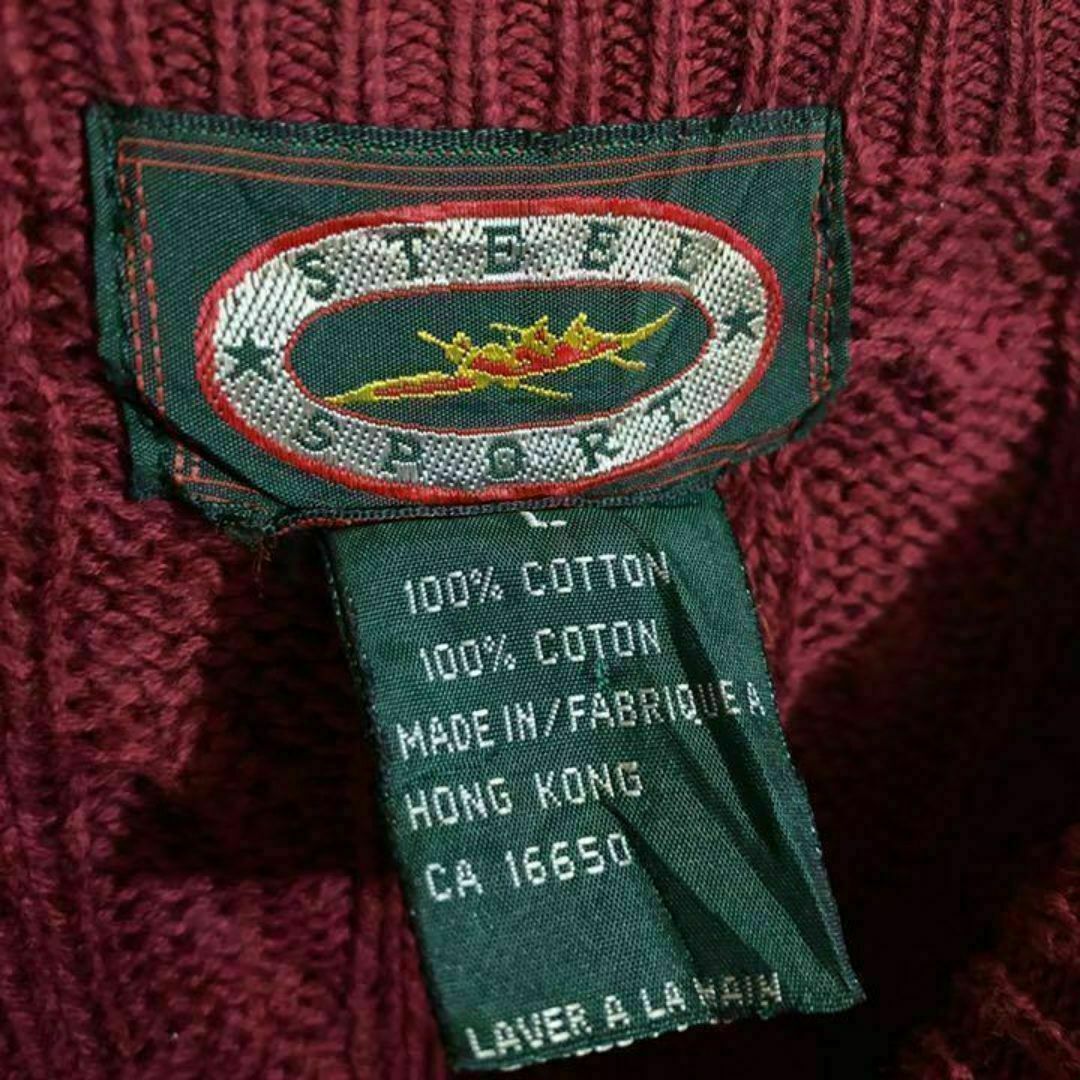 STEEL
SPORT
100% COTTON
100% COTON
MADE IN/FABRIQUE A
HONG KONG
CA 16650
LAVER A LA MAIN